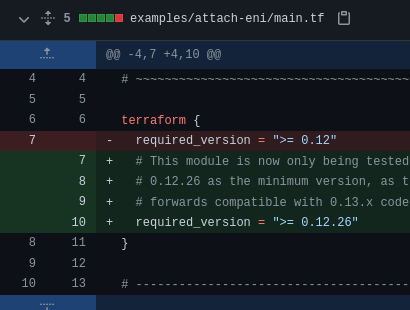 5 examples/attach-eni/main.tf
@@ -4,7 +4,10 @@
4 4 # ~~~~~~~~~~~~~~~~~~~~~~~~~~~~~~~~~~~~~~
5 5
6 6 terraform {
7 - required_version = ">= 0.12"
7 + # This module is now only being tested
8 + # 0.12.26 as the minimum version, as t
9 + # forwards compatible with 0.13.x code
10 + required_version = ">= 0.12.26"
8 11 }
9 12
10 13 # --------------------------------------